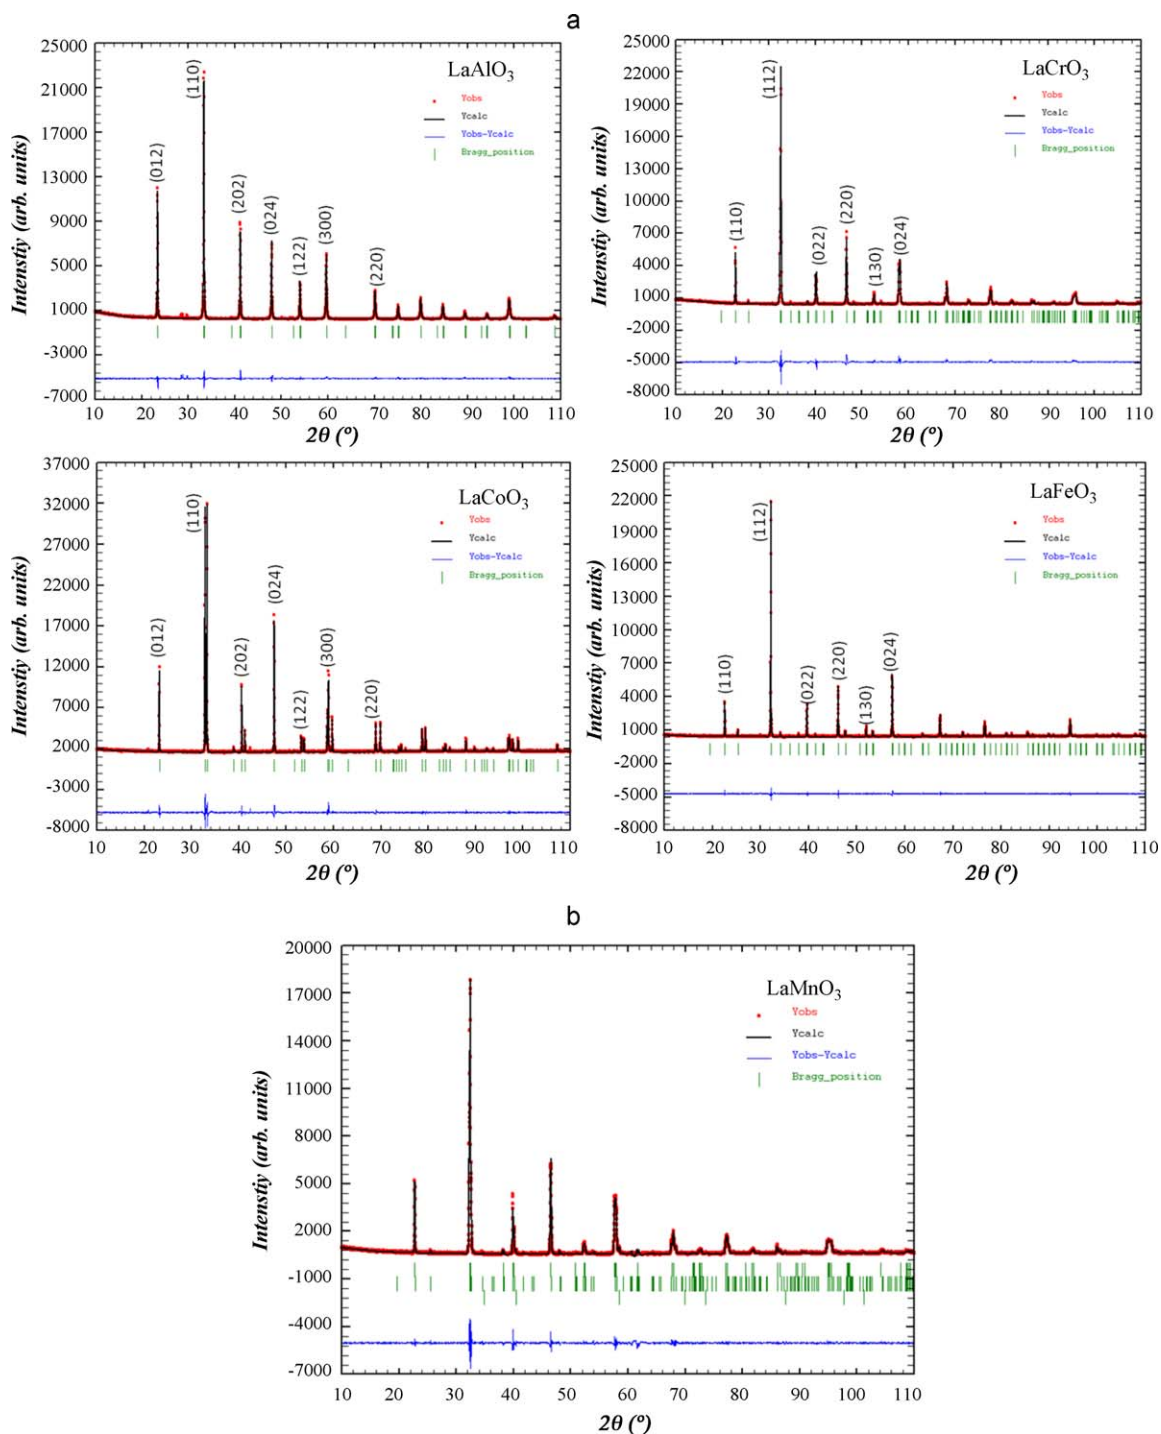 a
25000
21000
17000
13000
9000
5000
1000
-3000
-7000
Intenstiy (arb. units)
LaAlO3
Yobs
Ycalc
Yobs-Ycalc
Bragg_position
(012)
(110)
(202)
(024)
(122)
(300)
(220)
10 20 30 40 50 60 70 80 90 100 110
2θ (º)
25000
22000
19000
16000
13000
10000
7000
4000
1000
-2000
-5000
-8000
Intenstiy (arb. units)
LaCrO3
Yobs
Ycalc
Yobs-Ycalc
Bragg_position
(110)
(112)
(022)
(220)
(130)
(024)
10 20 30 40 50 60 70 80 90 100 110
2θ (º)
37000
32000
27000
22000
17000
12000
7000
2000
-3000
-8000
Intenstiy (arb. units)
LaCoO3
Yobs
Ycalc
Yobs-Ycalc
Bragg_position
(012)
(110)
(202)
(024)
(122)
(300)
(220)
10 20 30 40 50 60 70 80 90 100 110
2θ (º)
25000
22000
19000
16000
13000
10000
7000
4000
1000
-2000
-5000
-8000
Intenstiy (arb. units)
LaFeO3
Yobs
Ycalc
Yobs-Ycalc
Bragg_position
(110)
(112)
(022)
(220)
(130)
(024)
10 20 30 40 50 60 70 80 90 100 110
2θ (º)
b
20000
17000
14000
11000
8000
5000
2000
-1000
-4000
-7000
Intenstiy (arb. units)
LaMnO3
Yobs
Ycalc
Yobs-Ycalc
Bragg_position
10 20 30 40 50 60 70 80 90 100 110
2θ (º)